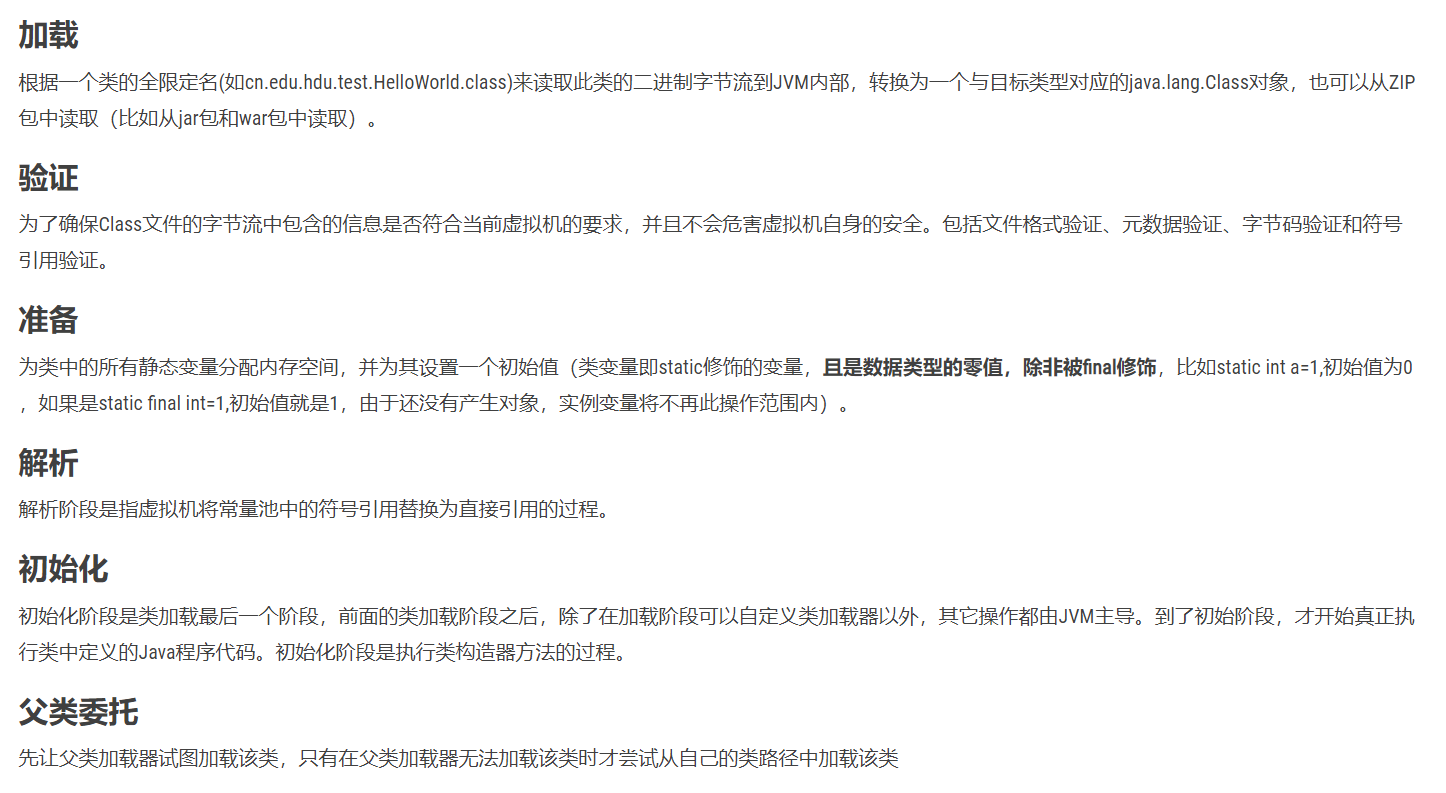 加载
根据一个类的全限定名(如cn.edu.hdu.test.HelloWorld.class)来读取此类的二进制字节流到JVM内部，转换为一个与目标类型对应的java.lang.Class对象，也可以从ZIP
包中读取（比如从jar包和war包中读取）。
验证
为了确保Class文件的字节流中包含的信息是否符合当前虚拟机的要求，并且不会危害虚拟机自身的安全。包括文件格式验证、元数据验证、字节码验证和符号
引用验证。
准备
为类中的所有静态变量分配内存空间，并为其设置一个初始值（类变量即static修饰的变量，且是数据类型的零值，除非被final修饰，比如static int a=1,初始值为0
，如果是static final int=1,初始值就是1，由于还没有产生对象，实例变量将不再此操作范围内）。
解析
解析阶段是指虚拟机将常量池中的符号引用替换为直接引用的过程。
初始化
初始化阶段是类加载最后一个阶段，前面的类加载阶段之后，除了在加载阶段可以自定义类加载器以外，其它操作都由JVM主导。到了初始阶段，才开始真正执
行类中定义的Java程序代码。初始化阶段是执行类构造器方法的过程。
父类委托
先让父类加载器试图加载该类，只有在父类加载器无法加载该类时才尝试从自己的类路径中加载该类